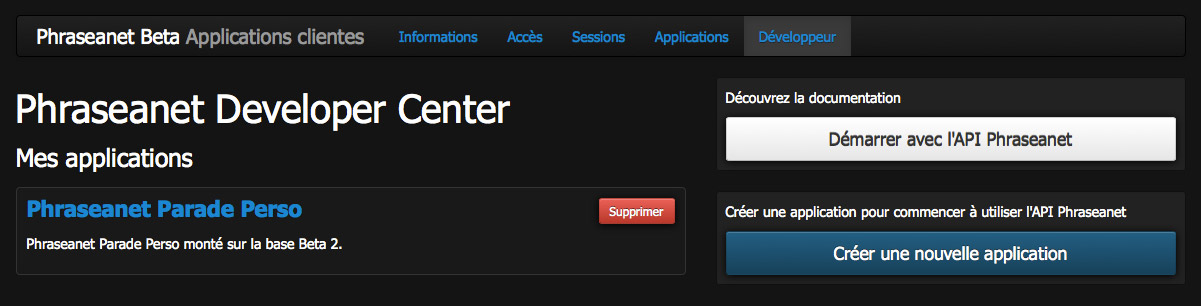 Phraseanet Beta Applications clientes Informations Accès Sessions Applications Développeur
Phraseanet Developer Center
Mes applications
Phraseanet Parade Perso
Supprimer
Phraseanet Parade Perso monté sur la base Beta 2.
Découvrez la documentation
Démarrer avec l'API Phraseanet
Créer une application pour commencer à utiliser l'API Phraseanet
Créer une nouvelle application